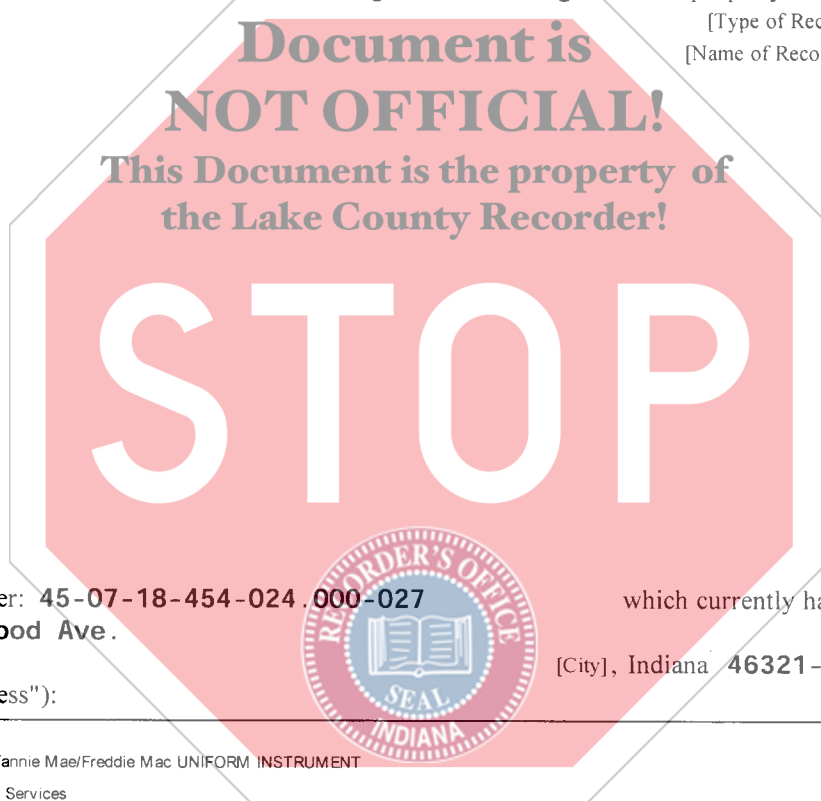 [Type of Rec
Document is
[Name of Reco
NOT OFFICIAL!
This Document is the property of
the Lake County Recorder!
STOP
RECORDER'S OFFICE
er: 45-07-18-454-024.000-027 which currently ha
ood Ave.
[City], Indiana 46321-
SEAL
ess"):
INDIANA
annie Mae/Freddie Mac UNIFORM INSTRUMENT
Services